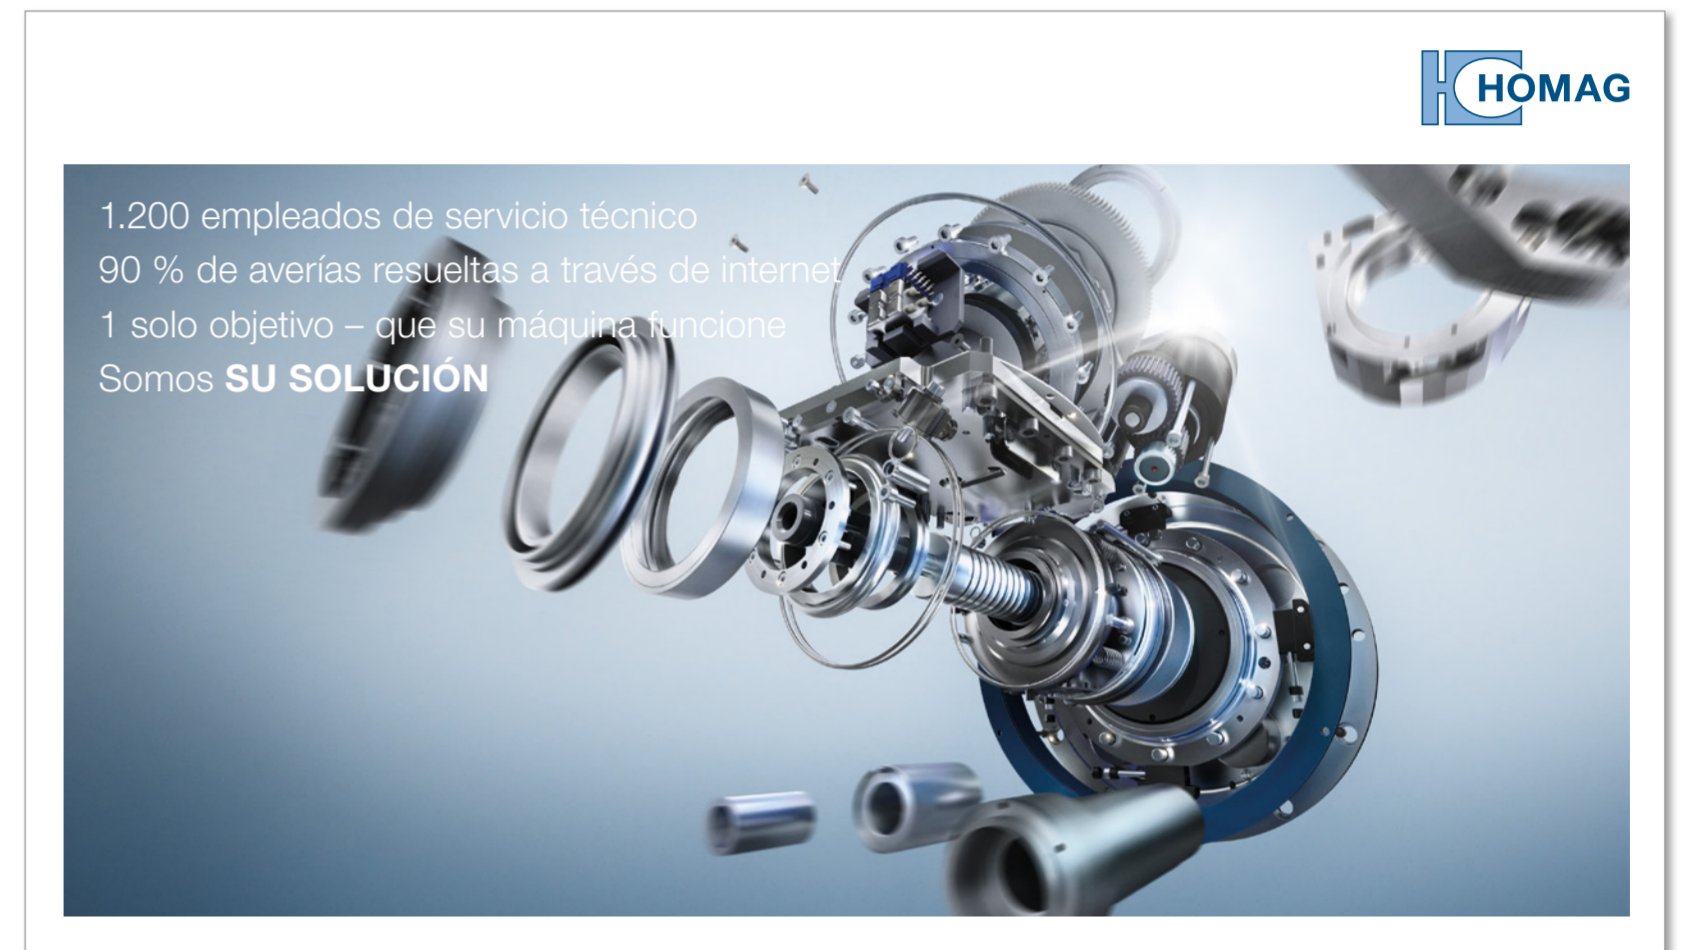 HOMAG
1.200 empleados de servicio técnico
90 % de averías resueltas a través de internet
1 solo objetivo – que su máquina funcione
Somos SU SOLUCIÓN